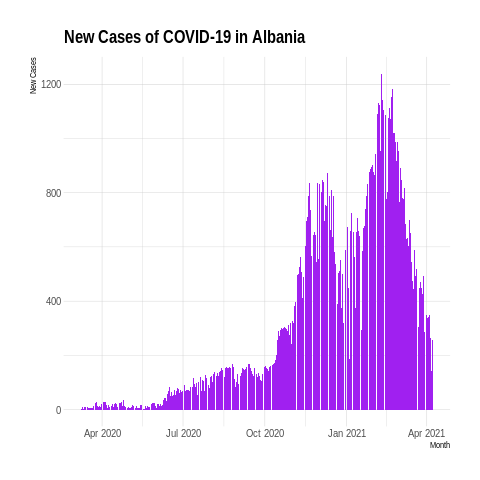 New Cases of COVID-19 in Albania
New Cases
1200
800
400
0
Apr 2020 Jul 2020 Oct 2020 Jan 2021 Apr 2021
Month